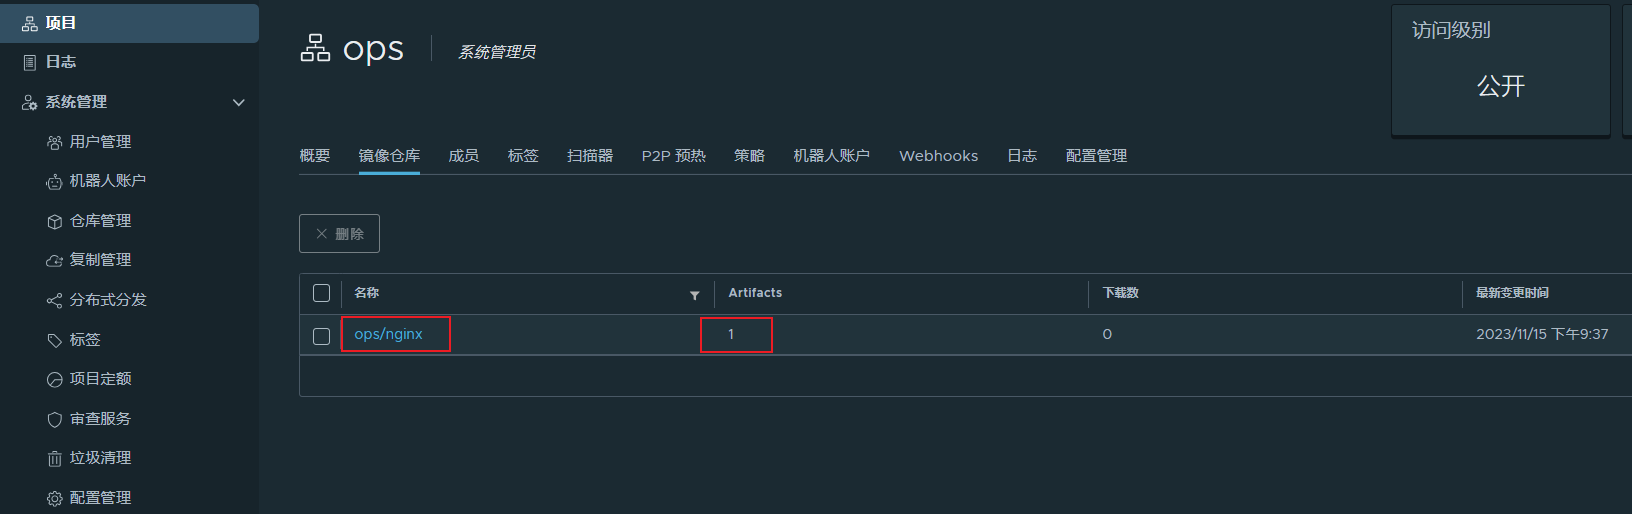 项目
日志
系统管理
用户管理
机器人账户
仓库管理
复制管理
分布式分发
标签
项目定额
审查服务
垃圾清理
配置管理
ops 系统管理员
访问级别
公开
概要 镜像仓库 成员 标签 扫描器 P2P 预热 策略 机器人账户 Webhooks 日志 配置管理
删除
名称 Artifacts 下载数 最新变更时间
ops/nginx 1 0 2023/11/15 下午9:37